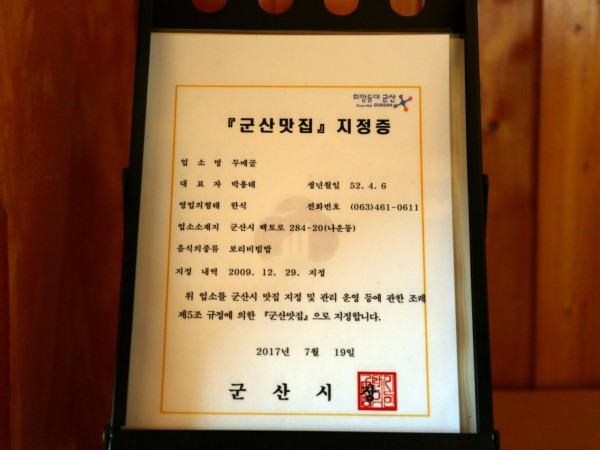 희망등대 군산
『군산맛집』 지정증
업 소 명 두메골
대 표 자 박용태 생년월일 52. 4. 6
영업의형태 한식 전화번호 (063)461-0611
업소소재지 군산시 백토로 284-20(나운동)
음식의종류 보리비빔밥
지정 내역 2009. 12. 29. 지정
위 업소를 군산시 맛집 지정 및 관리 운영 등에 관한 조례
제5조 규정에 의한 『군산맛집』으로 지정합니다.
2017년 7월 19일
군 산 시 장